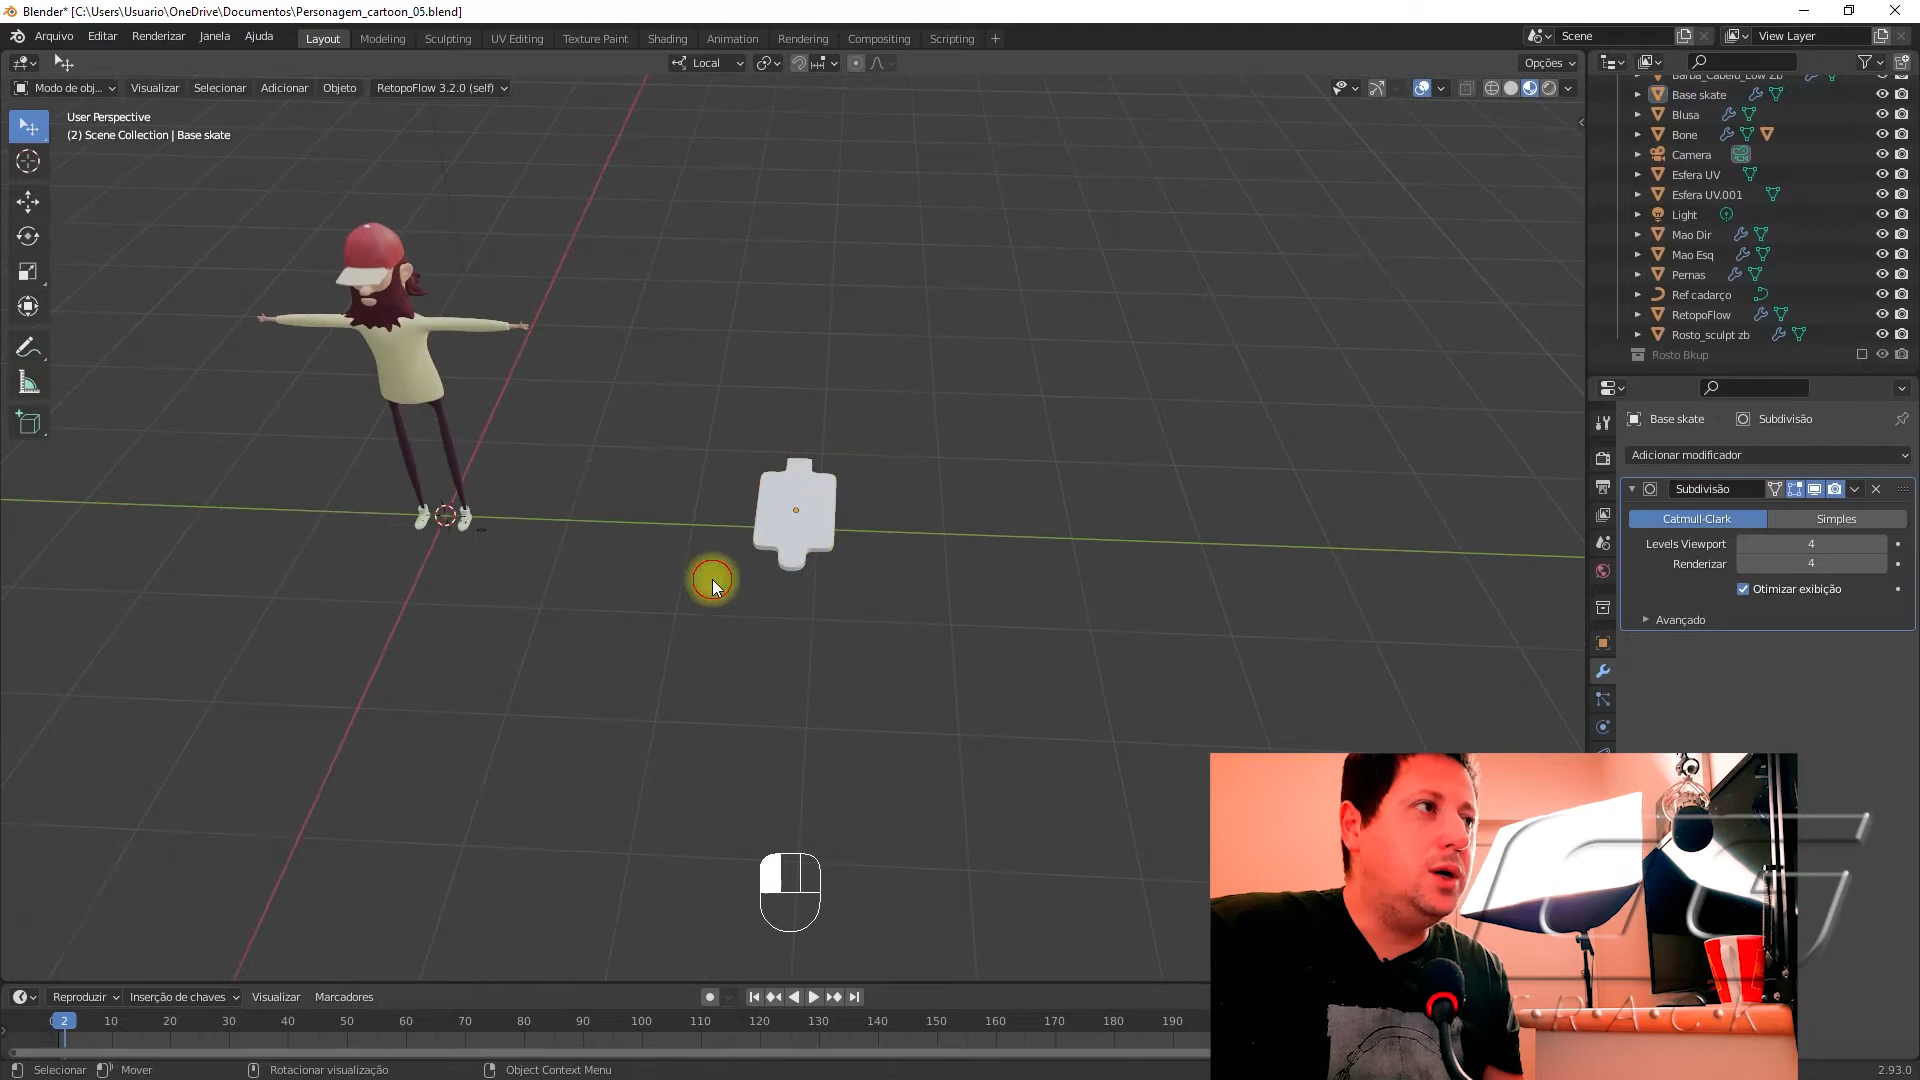 Blender* [C:\Users\Usuario\OneDrive\Documentos\Personagem_cartoon_05.blend]
Arquivo Editar Renderizar Janela Ajuda Layout Modeling Sculpting UV Editing Texture Paint Shading Animation Rendering Compositing Scripting Scene View Layer
Local Opções
Modo de obj... Visualizar Selecionar Adicionar Objeto RetopoFlow 3.2.0 (self)
User Perspective
(2) Scene Collection | Base skate
Barba_Cabelo_Low Zb
Base skate
Blusa
Bone
Camera
Esfera UV
Esfera UV.001
Light
Mao Dir
Mao Esq
Pernas
Ref cadarço
RetopoFlow
Rosto_sculpt zb
Rosto Bkup
Base skate Subdivisão
Adicionar modificador
Subdivisão
Catmull-Clark Simples
Levels Viewport 4
Renderizar 4
Otimizar exibição
Avançado
CG
CRACK
Reproduzir Inserção de chaves Visualizar Marcadores
2 10 20 30 40 50 60 70 80 90 100 110 120 130 140 150 160 170 180 190
Selecionar Mover Rotacionar visualização Object Context Menu 2.93.0